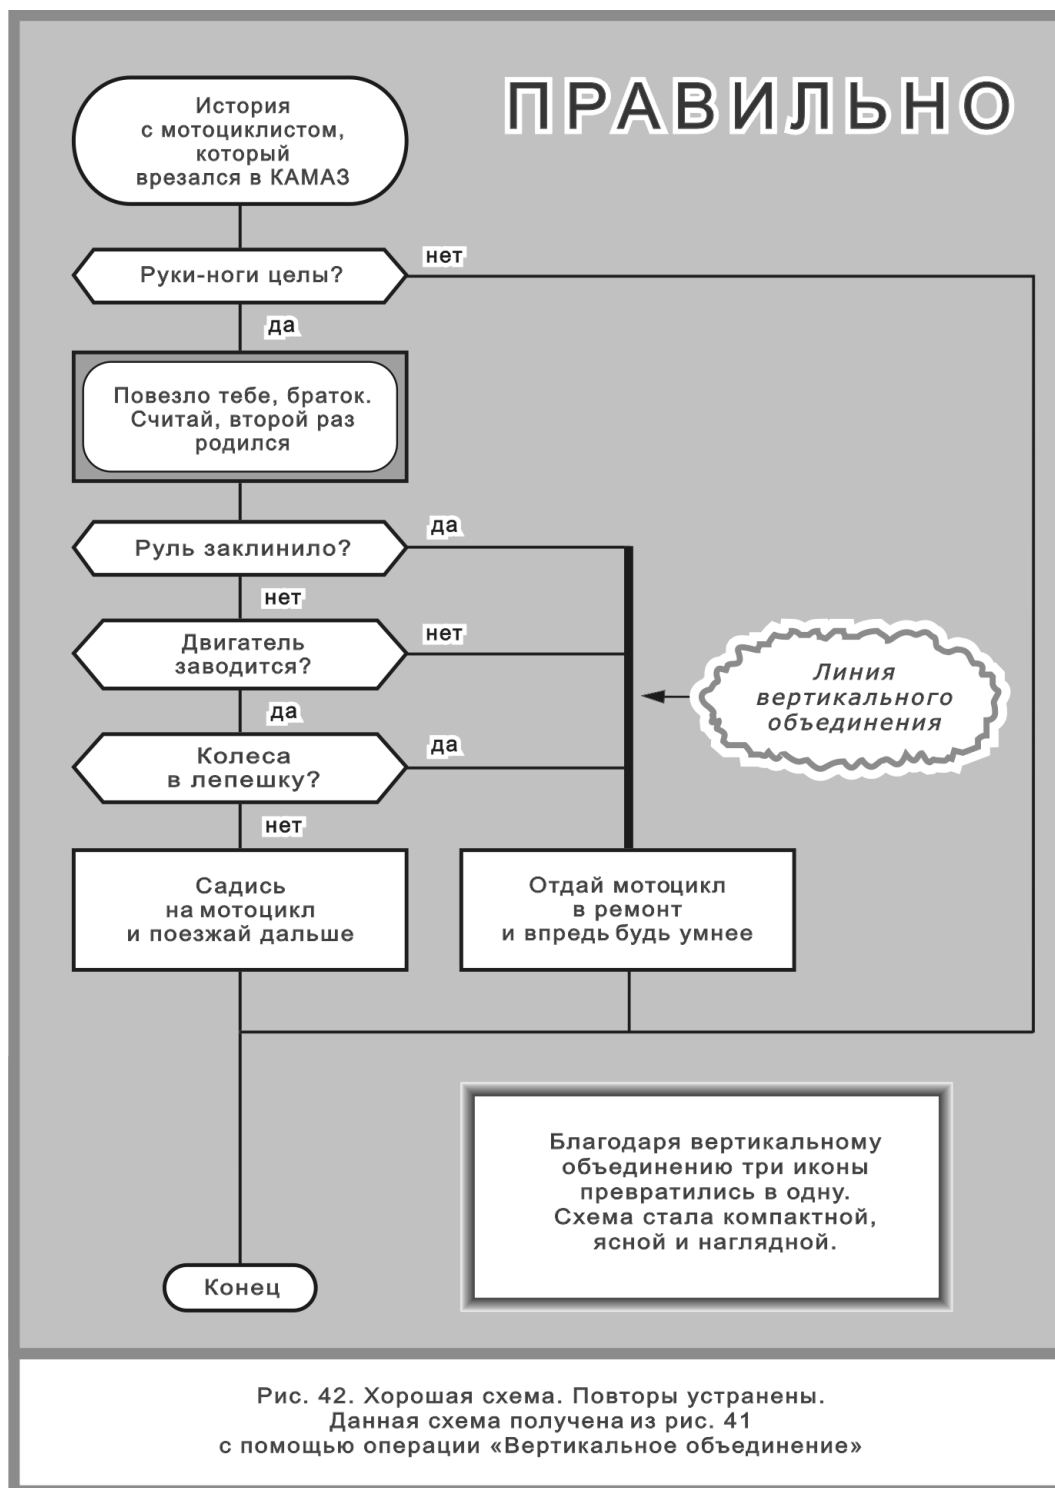 ПРАВИЛЬНО
История
с мотоциклистом,
который
врезался в КАМАЗ
Руки-ноги целы?
нет
да
Повезло тебе, браток.
Считай, второй раз
родился
Руль заклинило?
да
нет
Двигатель
заводится?
нет
да
Колеса
в лепешку?
да
нет
Линия
вертикального
объединения
Садись
на мотоцикл
и поезжай дальше
Отдай мотоцикл
в ремонт
и впредь будь умнее
Благодаря вертикальному
объединению три иконы
превратились в одну.
Схема стала компактной,
ясной и наглядной.
Конец
Рис. 42. Хорошая схема. Повторы устранены.
Данная схема получена из рис. 41
с помощью операции «Вертикальное объединение»